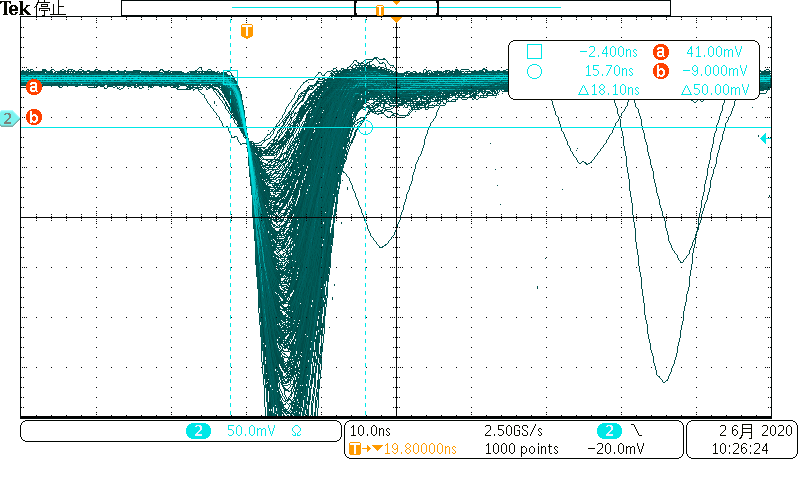 Tek 停止
T
T
−2.400ns a 41.00mV
15.70ns b −9.000mV
Δ18.10ns Δ50.00mV
a
2 b
2 50.0mV Ω
10.0ns 2.50GS/s 2
T→▼19.80000ns 1000 points −20.0mV
2 6月 2020
10:26:24